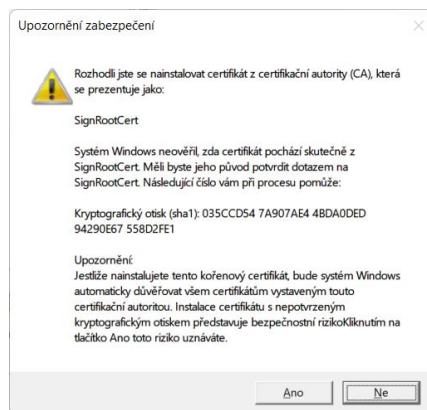 Upozornění zabezpečení
Rozhodli jste se nainstalovat certifikát z certifikační autority (CA), která
se prezentuje jako:
SignRootCert
Systém Windows neověřil, zda certifikát pochází skutečně z
SignRootCert. Měli byste jeho původ potvrdit dotazem na
SignRootCert. Následující číslo vám při procesu pomůže:
Kryptografický otisk (sha1): 035CCD54 7A907AE4 4BDA0DED
94290E67 558D2FE1
Upozornění:
Jestliže nainstalujete tento kořenový certifikát, bude systém Windows
automaticky důvěřovat všem certifikátům vystaveným touto
certifikační autoritou. Instalace certifikátu s nepotvrzeným
kryptografickým otiskem představuje bezpečnostní rizikoKliknutím na
tlačítko Ano toto riziko uznáváte.
Ano
Ne